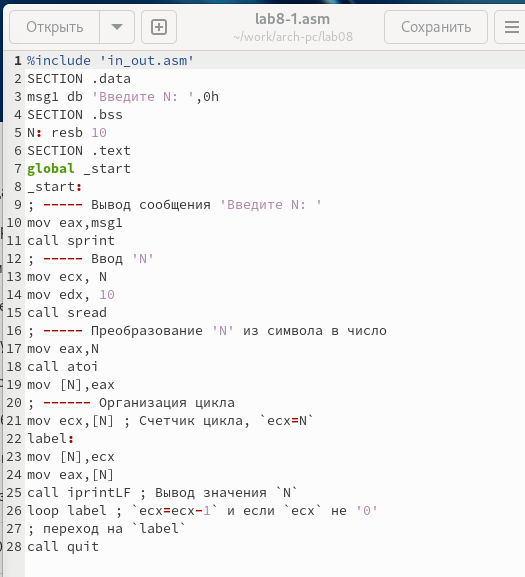 Открыть
lab8-1.asm
~/work/arch-pc/lab08
Сохранить
1 %include 'in_out.asm'
2 SECTION .data
3 msg1 db 'Введите N: ',0h
4 SECTION .bss
5 N: resb 10
6 SECTION .text
7 global _start
8 _start:
9 ; ----- Вывод сообщения 'Введите N: '
10 mov eax,msg1
11 call sprint
12 ; ----- Ввод 'N'
13 mov ecx, N
14 mov edx, 10
15 call sread
16 ; ----- Преобразование 'N' из символа в число
17 mov eax,N
18 call atoi
19 mov [N],eax
20 ; ------ Организация цикла
21 mov ecx,[N] ; Счетчик цикла, `ecx=N`
22 label:
23 mov [N],ecx
24 mov eax,[N]
25 call iprintLF ; Вывод значения `N`
26 loop label ; `ecx=ecx-1` и если `ecx` не '0'
27 ; переход на `label`
28 call quit